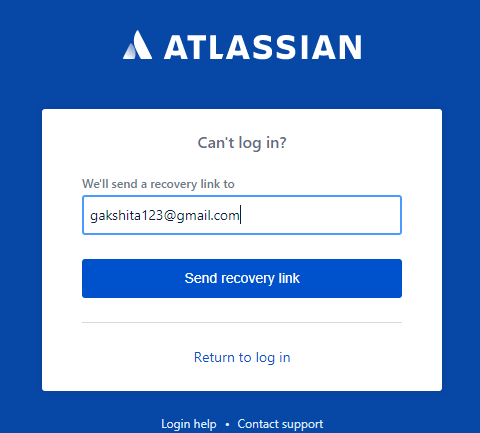 ATLASSIAN
Can't log in?
We'll send a recovery link to
gakshita123@gmail.com
Send recovery link
Return to log in
Login help • Contact support